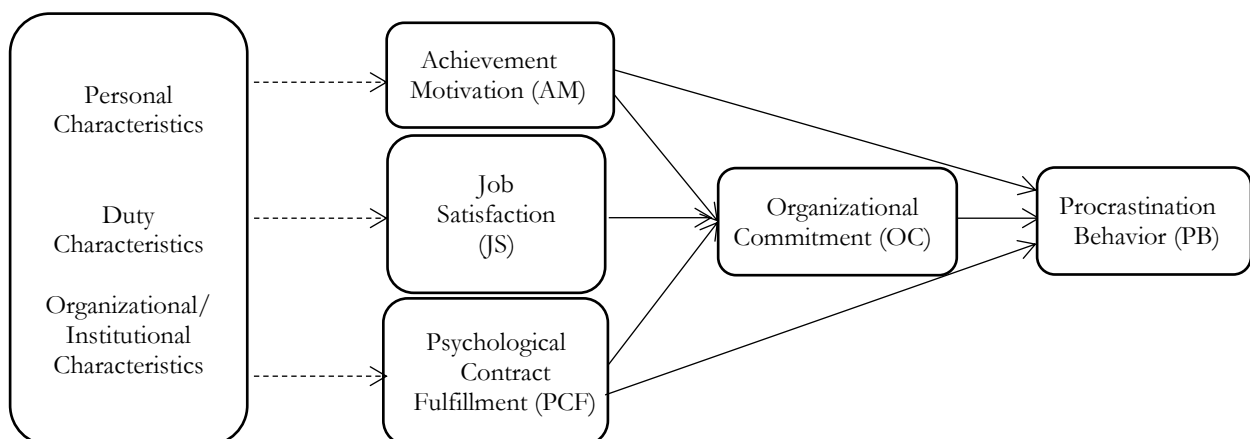 Personal
Characteristics
Duty
Characteristics
Organizational/
Institutional
Characteristics
Achievement
Motivation (AM)
Job
Satisfaction
(JS)
Psychological
Contract
Fulfillment (PCF)
Organizational
Commitment (OC)
Procrastination
Behavior (PB)